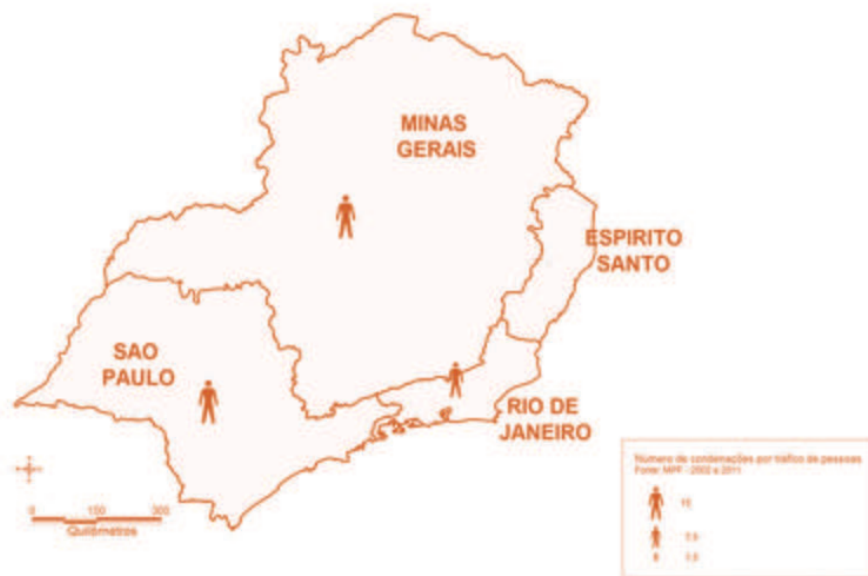 MINAS
GERAIS
ESPIRITO
SANTO
SAO
PAULO
RIO DE
JANEIRO
0 100 300
Quilômetros
Número de condenações por tráfico de pessoas
Fonte: MPF - 2002 a 2011